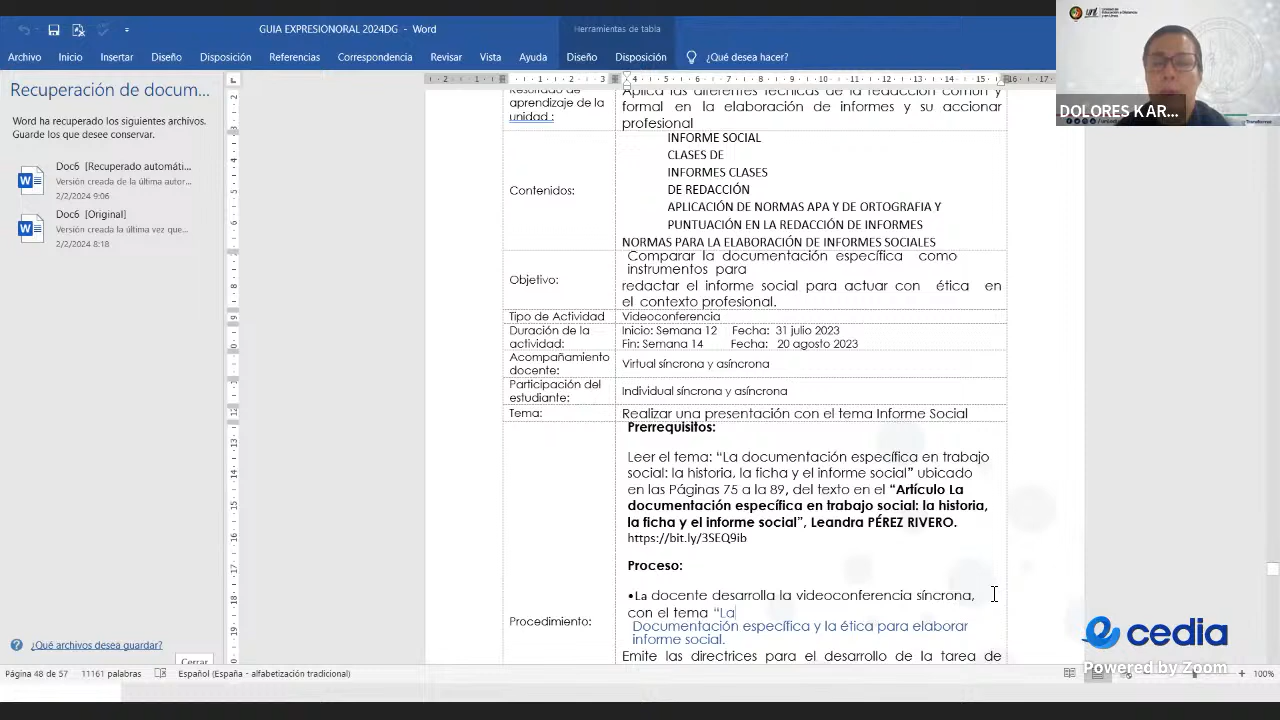 GUIA EXPRESIONORAL 2024DG - Word
Herramientas de tabla
Archivo Inicio Insertar Diseño Disposición Referencias Correspondencia Revisar Vista Ayuda Diseño Disposición ¿Qué desea hacer?
Recuperación de docum...
Word ha recuperado los siguientes archivos.
Guarde los que desee conservar.
Doc6 [Recuperado automáti...
Versión creada de la última autor...
2/2/2024 9:06
Doc6 [Original]
Versión creada la última vez que...
2/2/2024 8:18
¿Qué archivos desea guardar?
Cerrar
Resultado de aprendizaje de la unidad :
Aplica las diferentes técnicas de la redacción común y
formal en la elaboración de informes y su accionar
profesional
Contenidos:
INFORME SOCIAL
CLASES DE
INFORMES CLASES
DE REDACCIÓN
APLICACIÓN DE NORMAS APA Y DE ORTOGRAFIA Y
PUNTUACIÓN EN LA REDACCIÓN DE INFORMES
NORMAS PARA LA ELABORACIÓN DE INFORMES SOCIALES
Objetivo:
Comparar la documentación específica como
instrumentos para
redactar el informe social para actuar con ética en
el contexto profesional.
Tipo de Actividad Videoconferencia
Duración de la actividad:
Inicio: Semana 12 Fecha: 31 julio 2023
Fin: Semana 14 Fecha: 20 agosto 2023
Acompañamiento docente:
Virtual síncrona y asíncrona
Participación del estudiante:
Individual síncrona y asíncrona
Tema: Realizar una presentación con el tema Informe Social
Procedimiento:
Prerrequisitos:
Leer el tema: “La documentación específica en trabajo
social: la historia, la ficha y el informe social” ubicado
en las Páginas 75 a la 89, del texto en el “Artículo La
documentación específica en trabajo social: la historia,
la ficha y el informe social”, Leandra PÉREZ RIVERO.
https://bit.ly/3SEQ9ib
Proceso:
•La docente desarrolla la videoconferencia síncrona,
con el tema “La
Documentación específica y la ética para elaborar
informe social.
Emite las directrices para el desarrollo de la tarea de
Página 48 de 57 11161 palabras Español (España - alfabetización tradicional)
100%
DOLORES KAR...
cedia
Powered by Zoom